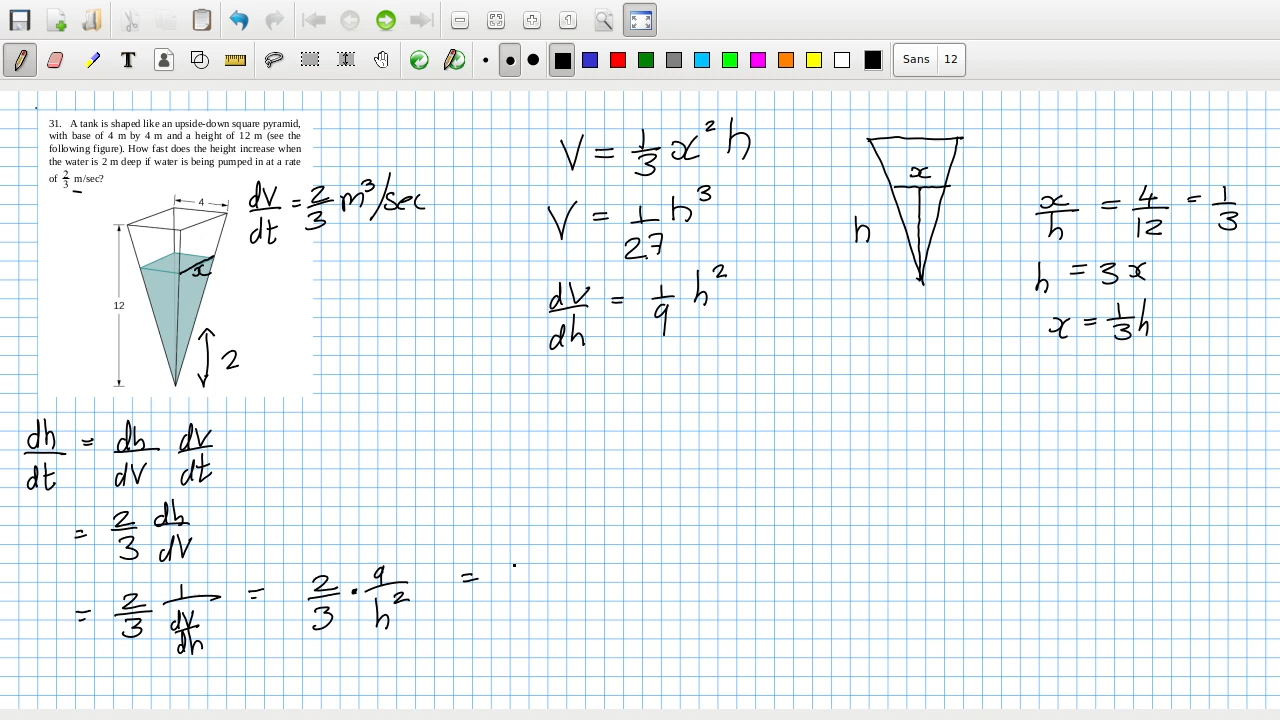 Sans 12
31. A tank is shaped like an upside-down square pyramid,
with base of 4 m by 4 m and a height of 12 m (see the
following figure). How fast does the height increase when
the water is 2 m deep if water is being pumped in at a rate
of 2/3 m/sec?
dV/dt = 2/3 m³/sec
4
x
12
2
V = 1/3 x² h
V = 1/27 h³
dV/dh = 1/9 h²
x
h
x/h = 4/12 = 1/3
h = 3x
x = 1/3 h
dh/dt = dh/dV dV/dt
= 2/3 dh/dV
= 2/3 1/(dV/dh) = 2/3 · 9/h² =